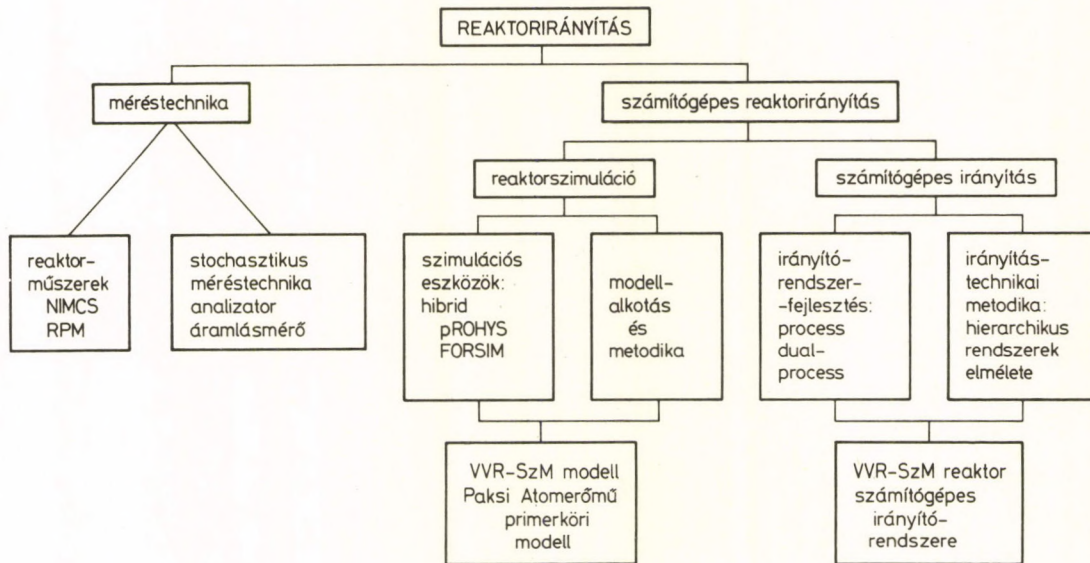 REAKTORIRÁNYÍTÁS
méréstechnika
számítógépes reaktorirányítás
reaktorszimuláció
számítógépes irányítás
reaktor-
műszerek
NIMCS
RPM
stochasztikus
méréstechnika
analizator
áramlásmérő
szimulációs
eszközök:
hibrid
pROHYS
FORSIM
modell-
alkotás
és
metodika
irányító-
rendszer-
-fejlesztés:
process
dual-
process
irányítás-
technikai
metodika:
hierarchikus
rendszerek
elmélete
VVR-SzM modell
Paksi Atomerőmű
primerköri
modell
VVR-SzM reaktor
számítógépes
irányító-
rendszere